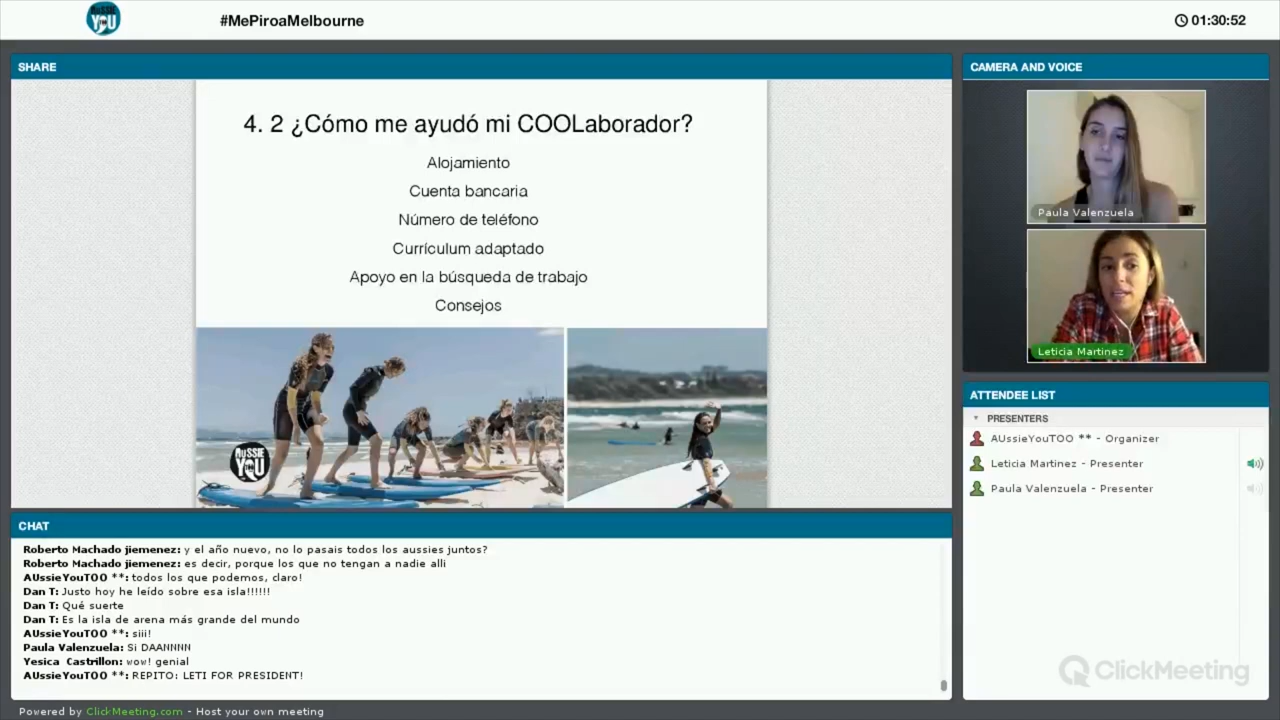 AUSSIE
YOU
TOO
#MePiroaMelbourne
01:30:52
SHARE
4. 2 ¿Cómo me ayudó mi COOLaborador?
Alojamiento
Cuenta bancaria
Número de teléfono
Currículum adaptado
Apoyo en la búsqueda de trabajo
Consejos
AUSSIE
YOU
TOO
CAMERA AND VOICE
Paula Valenzuela
Leticia Martinez
ATTENDEE LIST
PRESENTERS
AUssieYouTOO ** - Organizer
Leticia Martinez - Presenter
Paula Valenzuela - Presenter
ClickMeeting
CHAT
Roberto Machado jiemenez: y el año nuevo, no lo pasais todos los aussies juntos?
Roberto Machado jiemenez: es decir, porque los que no tengan a nadie alli
AUssieYouTOO **: todos los que podemos, claro!
Dan T: Justo hoy he leído sobre esa isla!!!!!!
Dan T: Qué suerte
Dan T: Es la isla de arena más grande del mundo
AUssieYouTOO **: siii!
Paula Valenzuela: Si DAANNNN
Yesica Castrillon: wow! genial
AUssieYouTOO **: REPITO: LETI FOR PRESIDENT!
Powered by ClickMeeting.com - Host your own meeting